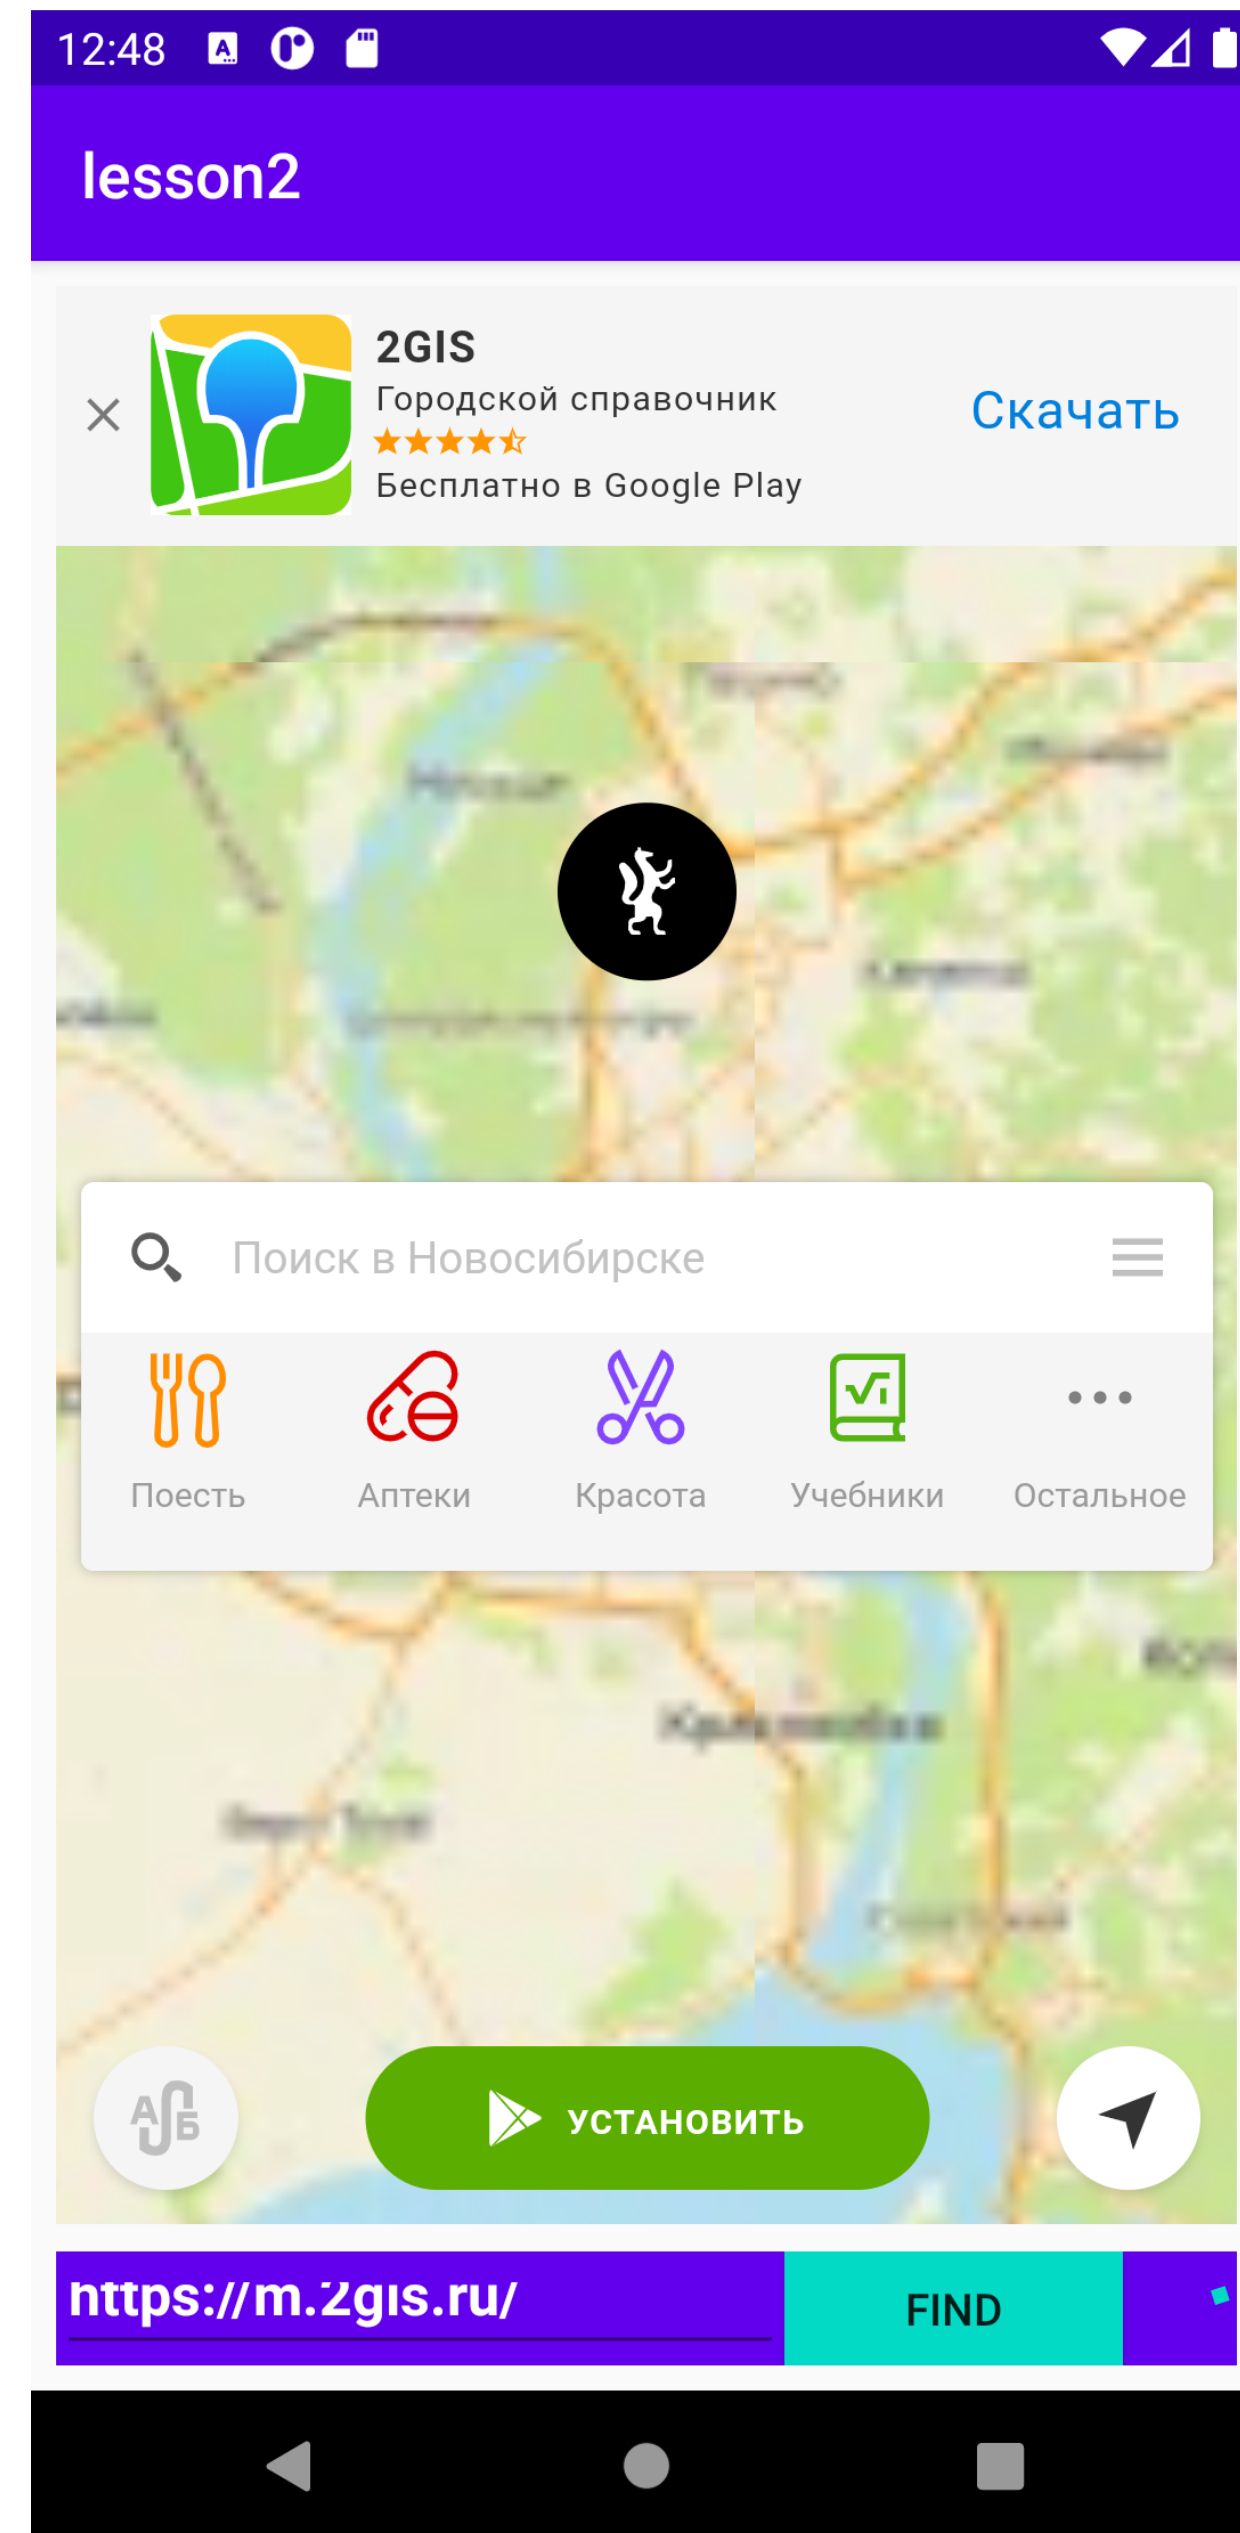 12:48
lesson2
2GIS
Городской справочник
Бесплатно в Google Play
Скачать
Поиск в Новосибирске
Поесть
Аптеки
Красота
Учебники
Остальное
УСТАНОВИТЬ
https://m.2gis.ru/
FIND